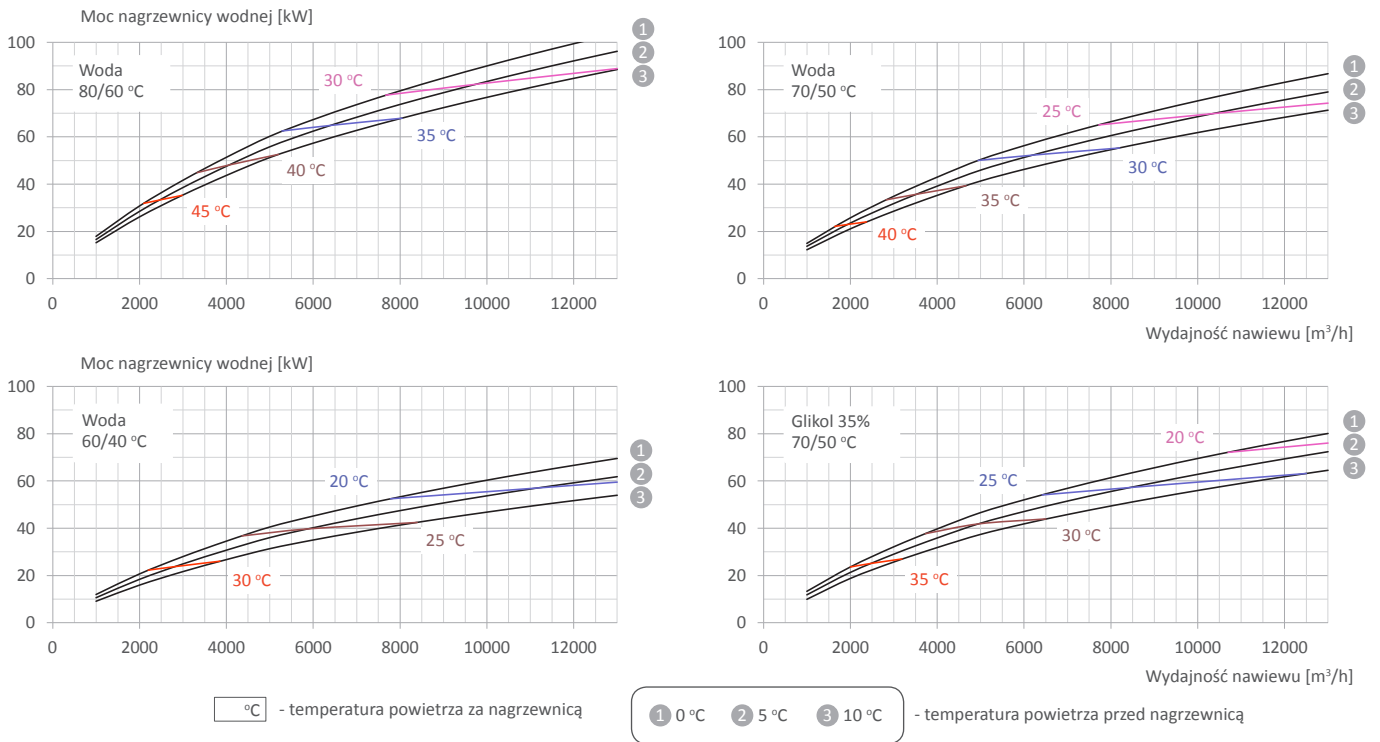 Moc nagrzewnicy wodnej [kW]
100
80
60
40
20
0
Woda
80/60 °C
30 °C
35 °C
40 °C
45 °C
1
2
3
0 2000 4000 6000 8000 10000 12000
100
80
60
40
20
0
Woda
70/50 °C
25 °C
30 °C
35 °C
40 °C
1
2
3
0 2000 4000 6000 8000 10000 12000
Wydajność nawiewu [m³/h]
Moc nagrzewnicy wodnej [kW]
100
80
60
40
20
0
Woda
60/40 °C
20 °C
25 °C
30 °C
1
2
3
0 2000 4000 6000 8000 10000 12000
100
80
60
40
20
0
Glikol 35%
70/50 °C
20 °C
25 °C
30 °C
35 °C
1
2
3
0 2000 4000 6000 8000 10000 12000
Wydajność nawiewu [m³/h]
°C - temperatura powietrza za nagrzewnicą
1 0 °C 2 5 °C 3 10 °C - temperatura powietrza przed nagrzewnicą